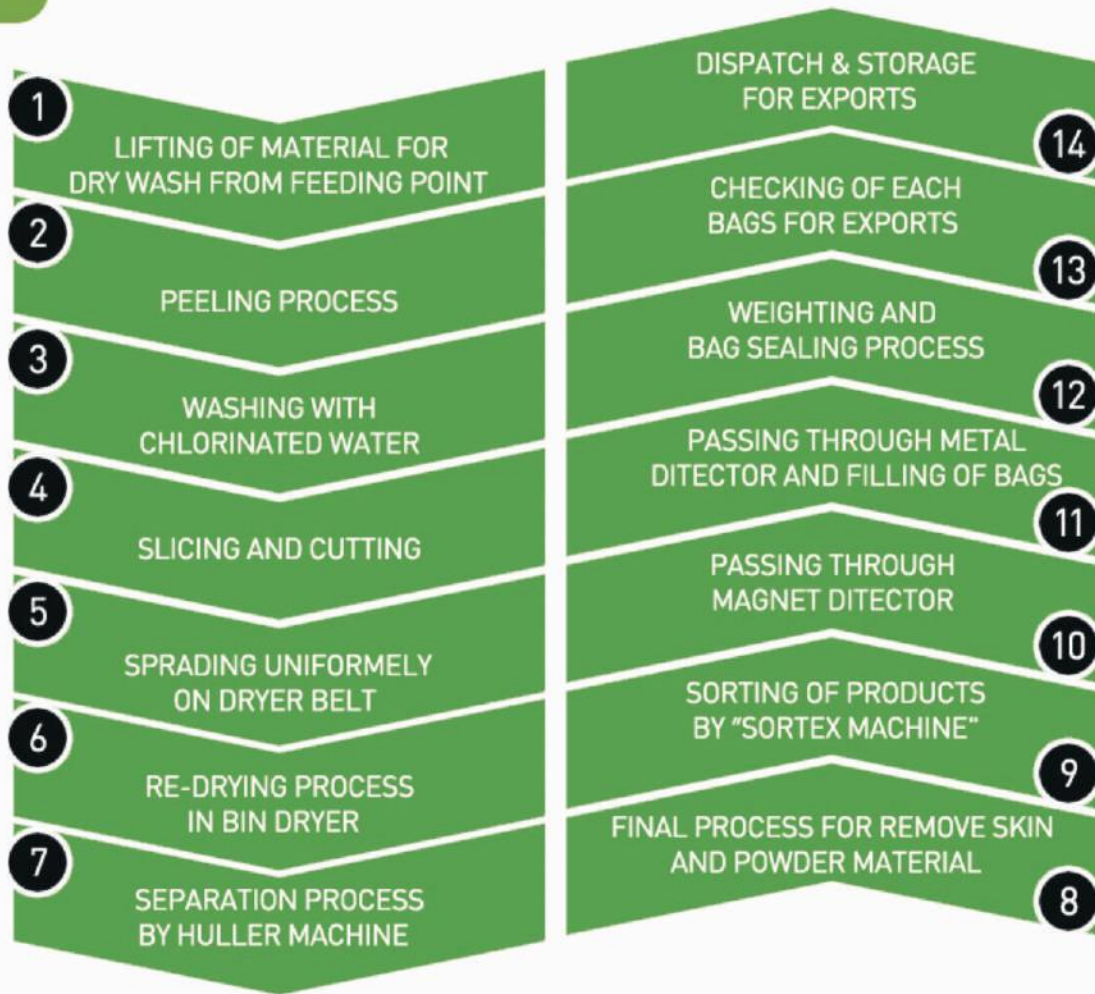 1
LIFTING OF MATERIAL FOR
DRY WASH FROM FEEDING POINT
2
PEELING PROCESS
3
WASHING WITH
CHLORINATED WATER
4
SLICING AND CUTTING
5
SPRADING UNIFORMELY
ON DRYER BELT
6
RE-DRYING PROCESS
IN BIN DRYER
7
SEPARATION PROCESS
BY HULLER MACHINE
FINAL PROCESS FOR REMOVE SKIN
AND POWDER MATERIAL
8
SORTING OF PRODUCTS
BY "SORTEX MACHINE"
9
PASSING THROUGH
MAGNET DITECTOR
10
PASSING THROUGH METAL
DITECTOR AND FILLING OF BAGS
11
WEIGHTING AND
BAG SEALING PROCESS
12
CHECKING OF EACH
BAGS FOR EXPORTS
13
DISPATCH & STORAGE
FOR EXPORTS
14